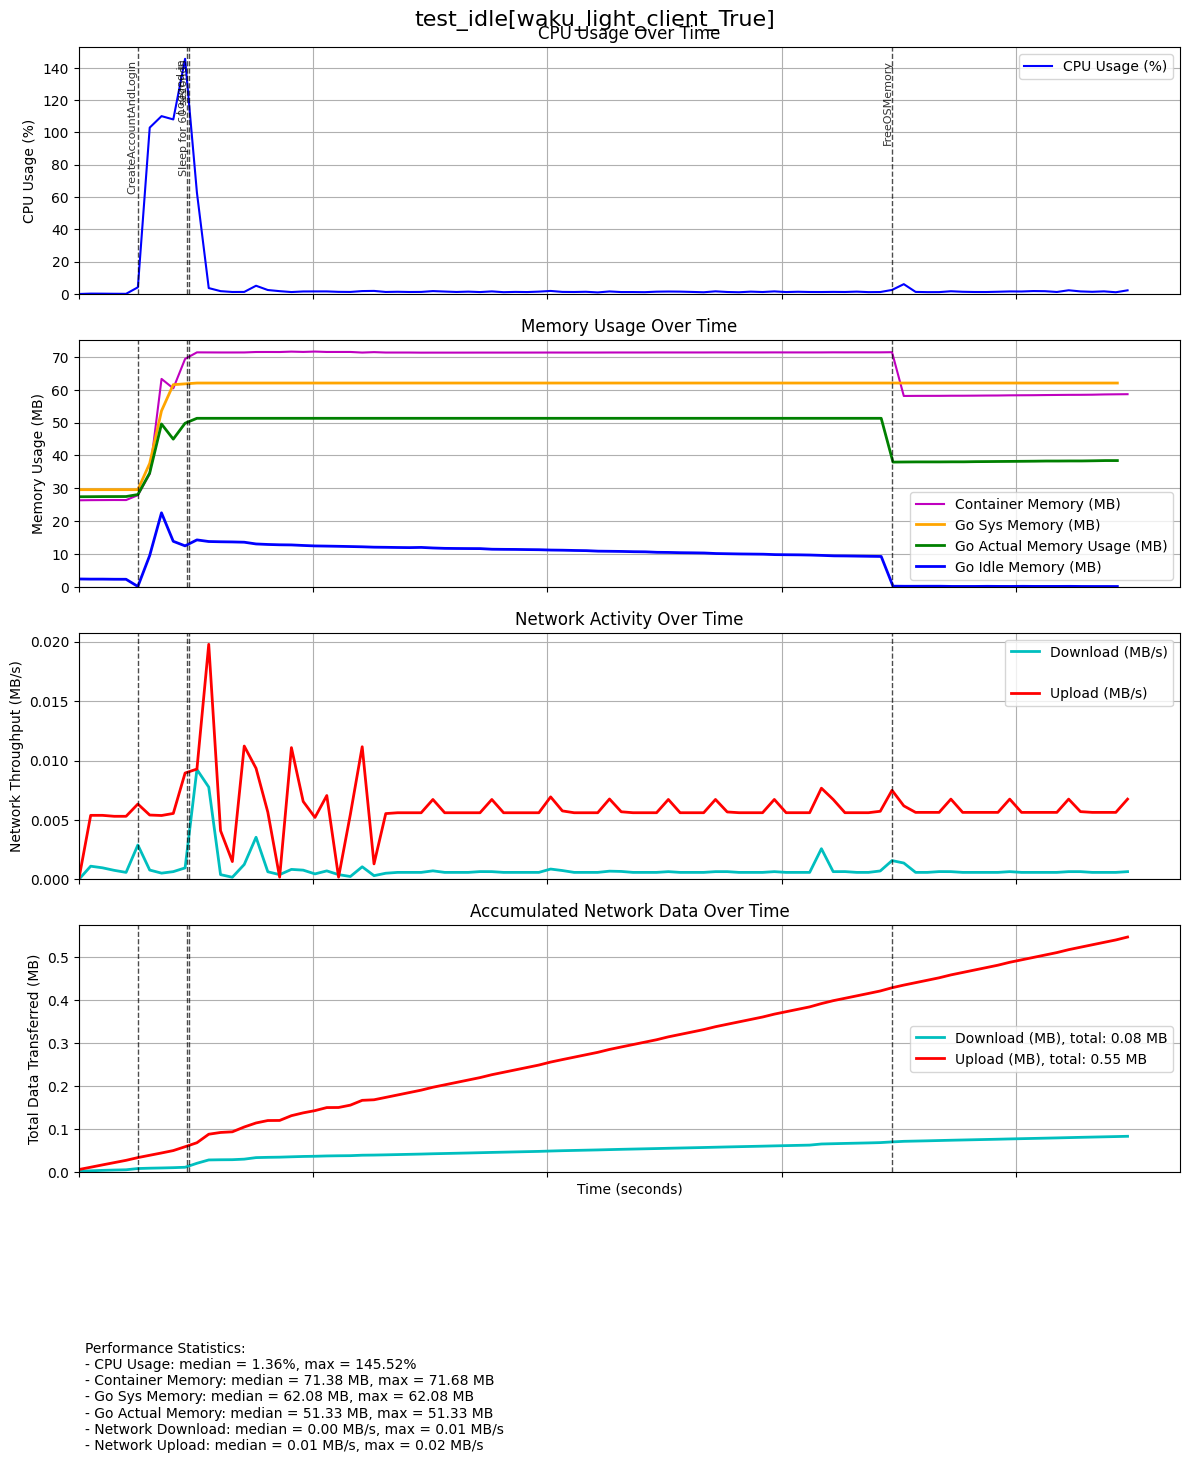 test_idle[waku_light_client_True]
CPU Usage Over Time
CPU Usage (%)
140
120
100
80
60
40
20
0
CreateAccountAndLogin
Sleep for 60
FreeOSMemory
CPU Usage (%)
Memory Usage Over Time
Memory Usage (MB)
70
60
50
40
30
20
10
0
Container Memory (MB)
Go Sys Memory (MB)
Go Actual Memory Usage (MB)
Go Idle Memory (MB)
Network Activity Over Time
Network Throughput (MB/s)
0.020
0.015
0.010
0.005
0.000
Download (MB/s)
Upload (MB/s)
Accumulated Network Data Over Time
Total Data Transferred (MB)
0.5
0.4
0.3
0.2
0.1
0.0
Download (MB), total: 0.08 MB
Upload (MB), total: 0.55 MB
Time (seconds)
Performance Statistics:
- CPU Usage: median = 1.36%, max = 145.52%
- Container Memory: median = 71.38 MB, max = 71.68 MB
- Go Sys Memory: median = 62.08 MB, max = 62.08 MB
- Go Actual Memory: median = 51.33 MB, max = 51.33 MB
- Network Download: median = 0.00 MB/s, max = 0.01 MB/s
- Network Upload: median = 0.01 MB/s, max = 0.02 MB/s